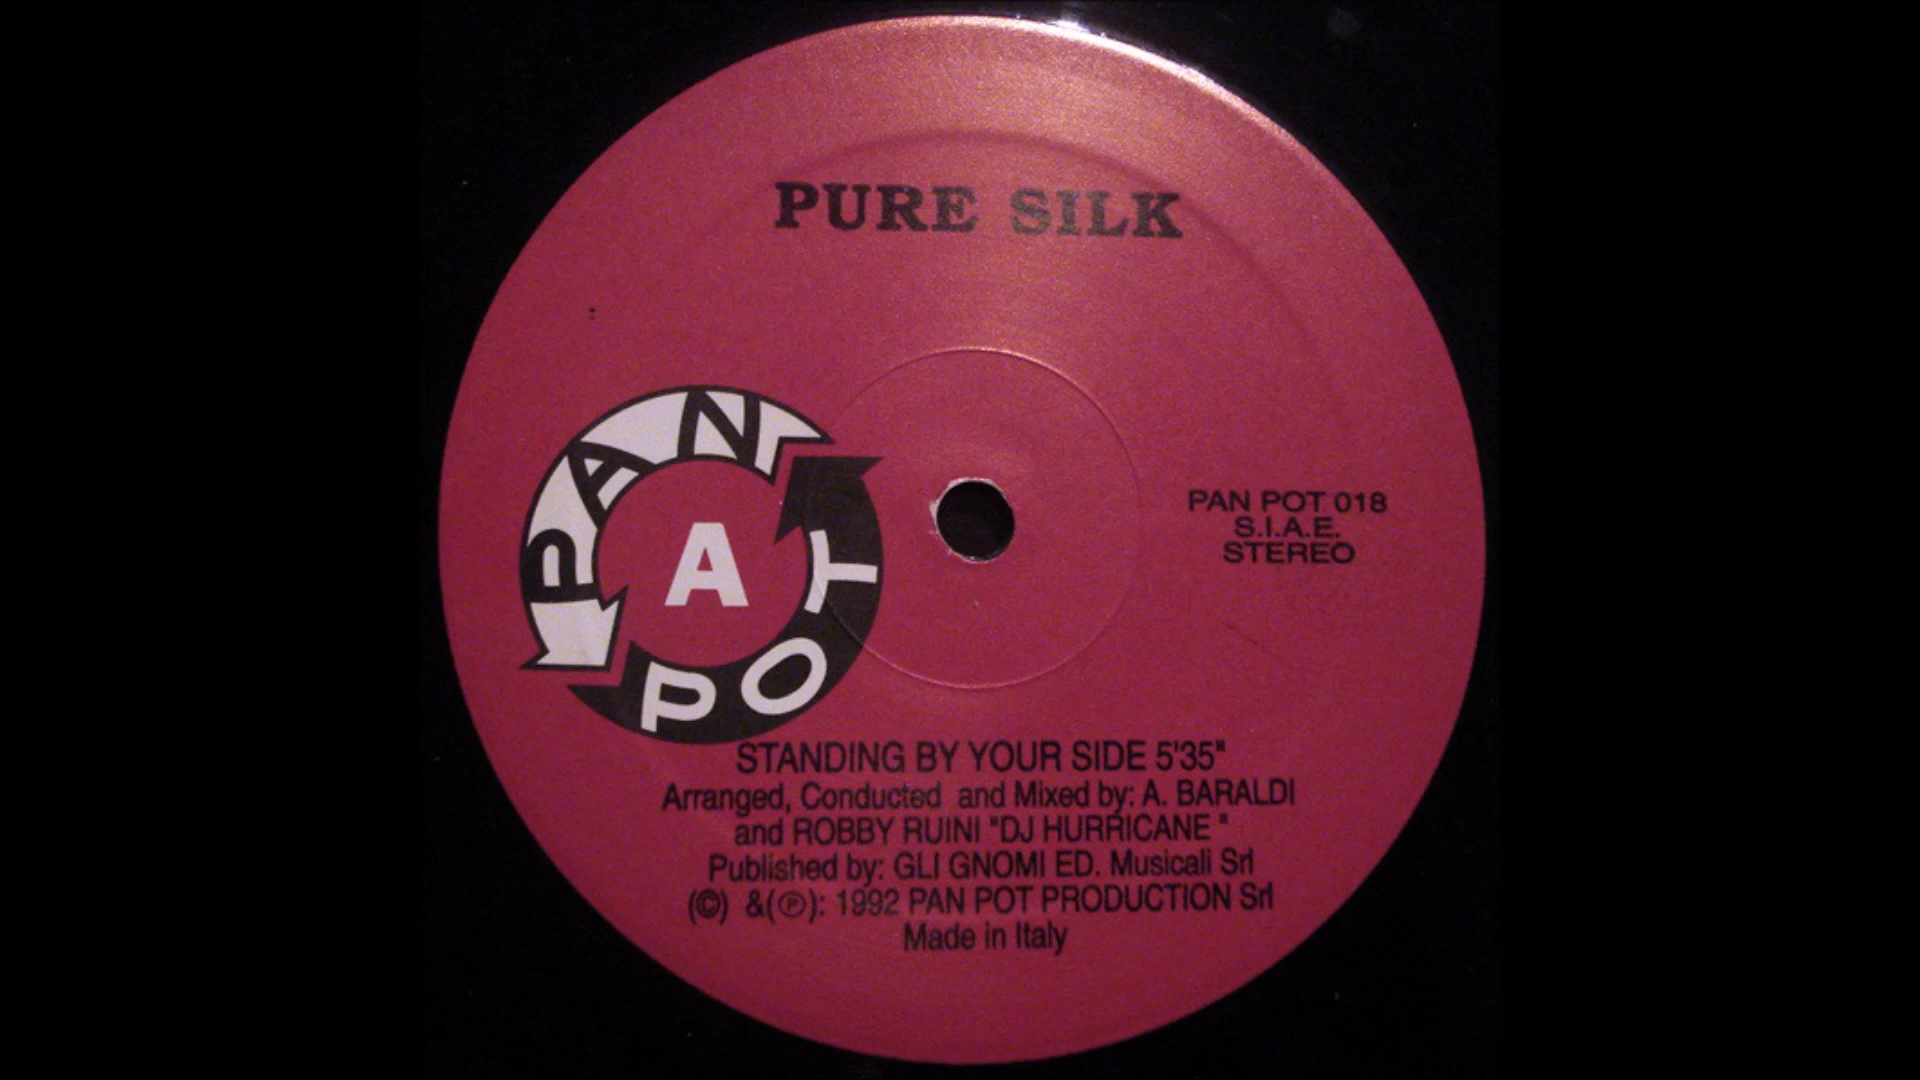 PURE SILK
PAN
POT
A
PAN POT 018
S.I.A.E.
STEREO
STANDING BY YOUR SIDE 5'35"
Arranged, Conducted and Mixed by: A. BARALDI
and ROBBY RUINI "DJ HURRICANE "
Published by: GLI GNOMI ED. Musicali Srl
(©) &(℗): 1992 PAN POT PRODUCTION Srl
Made in Italy